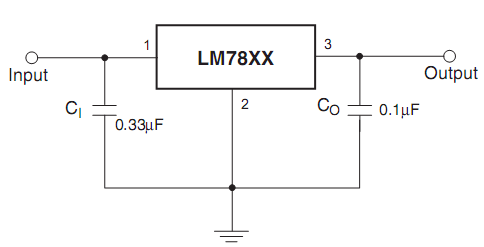 1
LM78XX
3
Input
Output
2
CI
0.33μF
CO
0.1μF